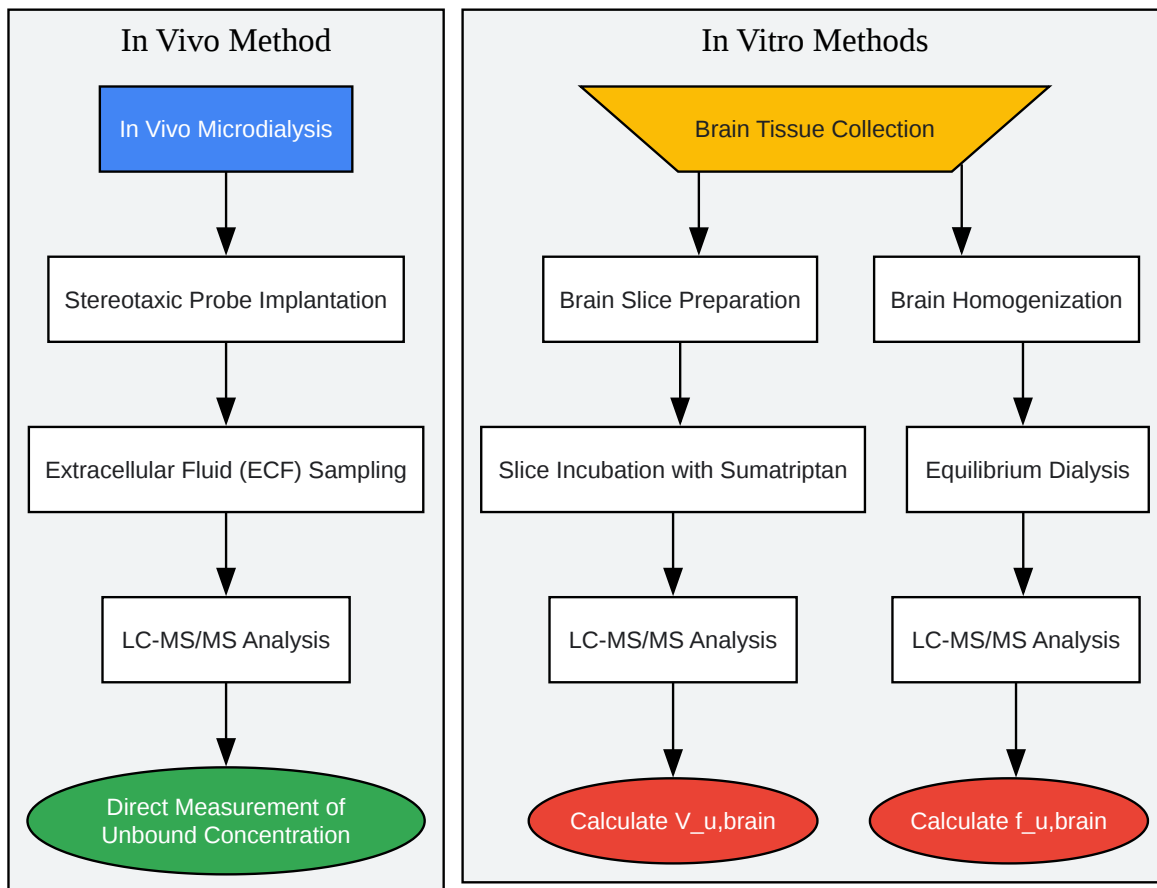 In Vivo Method
In Vivo Microdialysis
Stereotaxic Probe Implantation
Extracellular Fluid (ECF) Sampling
LC-MS/MS Analysis
Direct Measurement of
Unbound Concentration
In Vitro Methods
Brain Tissue Collection
Brain Slice Preparation
Slice Incubation with Sumatriptan
LC-MS/MS Analysis
Calculate V_u,brain
Brain Homogenization
Equilibrium Dialysis
LC-MS/MS Analysis
Calculate f_u,brain